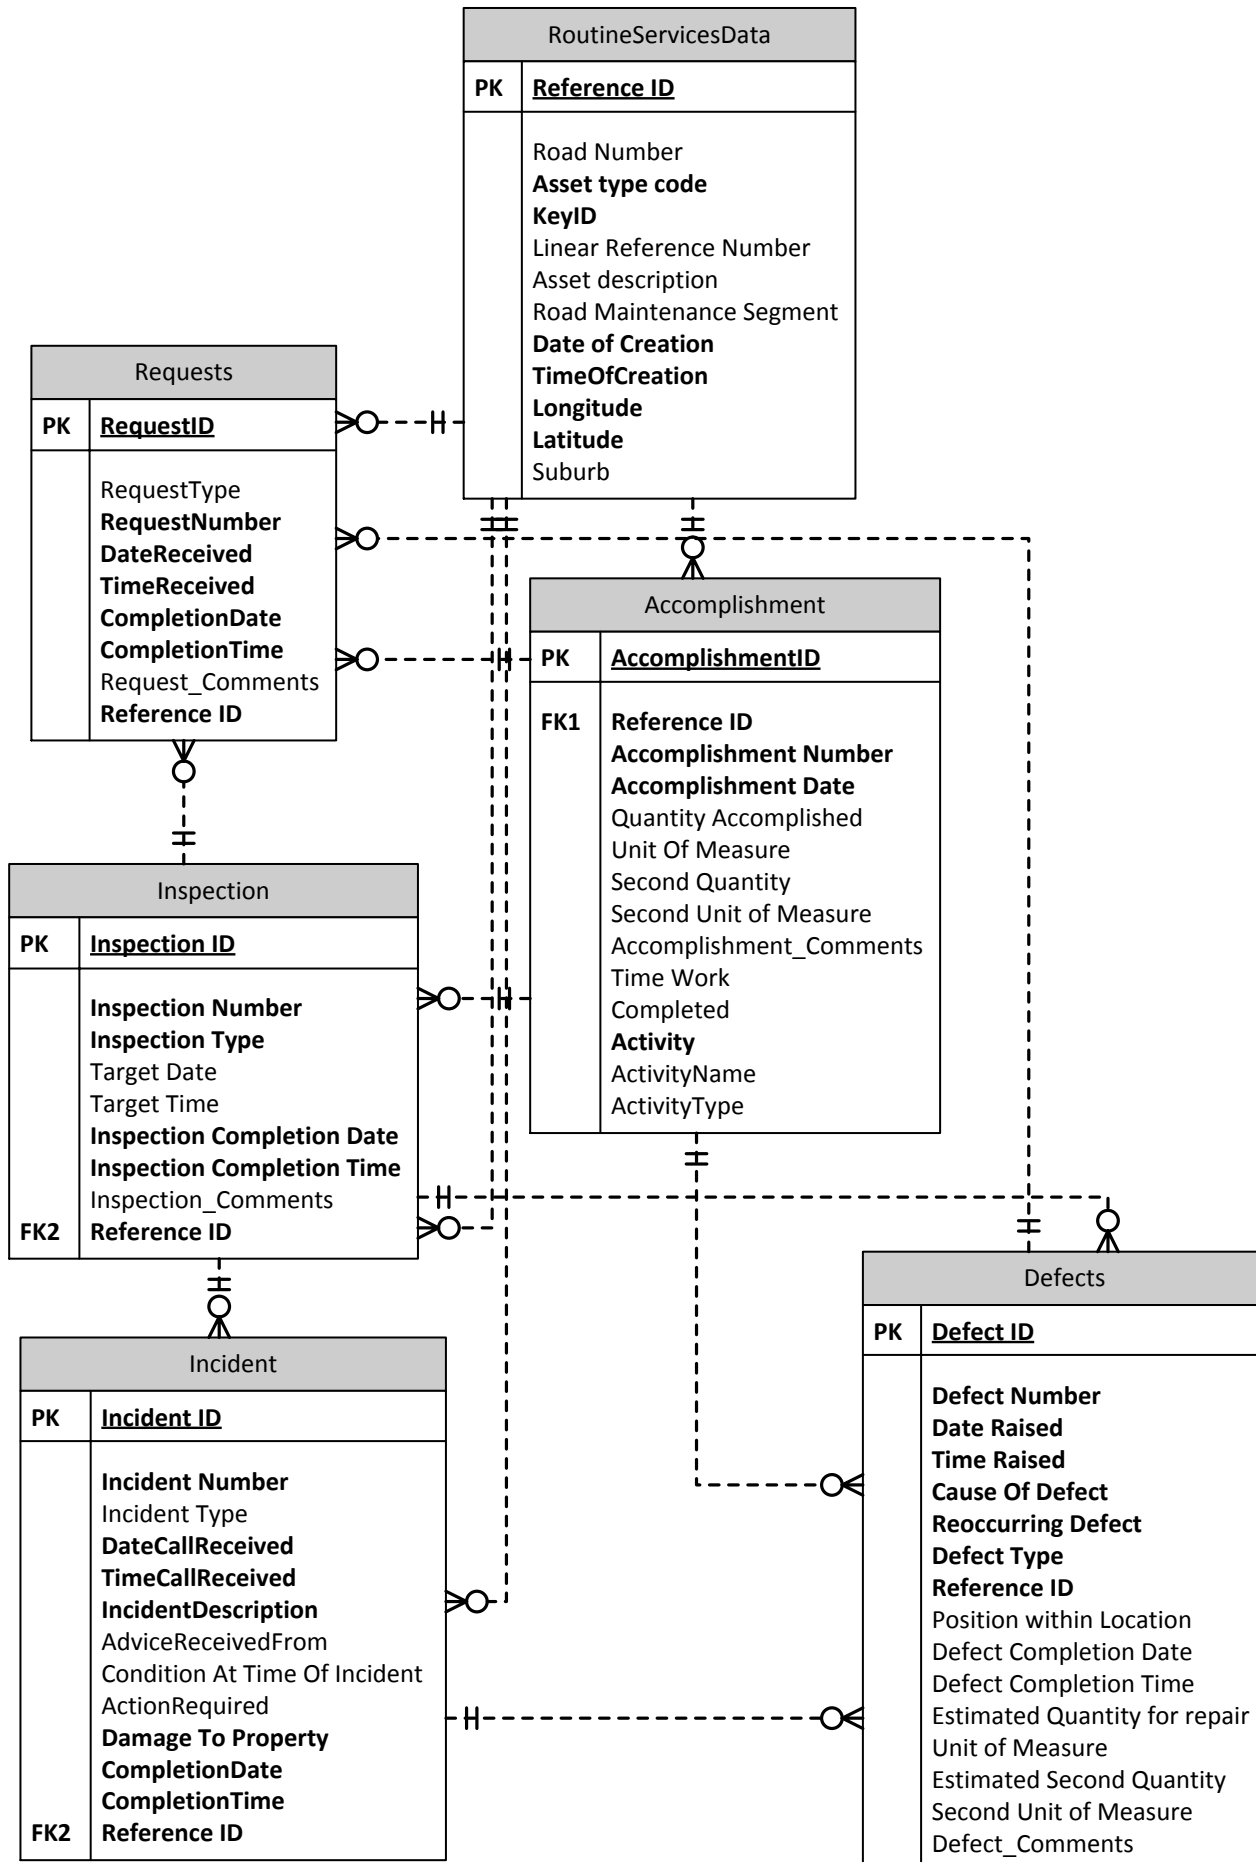 RoutineServicesData
PK Reference ID
Road Number
Asset type code
KeyID
Linear Reference Number
Asset description
Road Maintenance Segment
Date of Creation
TimeOfCreation
Longitude
Latitude
Suburb
Requests
PK RequestID
RequestType
RequestNumber
DateReceived
TimeReceived
CompletionDate
CompletionTime
Request_Comments
Reference ID
Accomplishment
PK AccomplishmentID
FK1 Reference ID
Accomplishment Number
Accomplishment Date
Quantity Accomplished
Unit Of Measure
Second Quantity
Second Unit of Measure
Accomplishment_Comments
Time Work
Completed
Activity
ActivityName
ActivityType
Inspection
PK Inspection ID
Inspection Number
Inspection Type
Target Date
Target Time
Inspection Completion Date
Inspection Completion Time
Inspection_Comments
FK2 Reference ID
Incident
PK Incident ID
Incident Number
Incident Type
DateCallReceived
TimeCallReceived
IncidentDescription
AdviceReceivedFrom
Condition At Time Of Incident
ActionRequired
Damage To Property
CompletionDate
CompletionTime
FK2 Reference ID
Defects
PK Defect ID
Defect Number
Date Raised
Time Raised
Cause Of Defect
Reoccurring Defect
Defect Type
Reference ID
Position within Location
Defect Completion Date
Defect Completion Time
Estimated Quantity for repair
Unit of Measure
Estimated Second Quantity
Second Unit of Measure
Defect_Comments